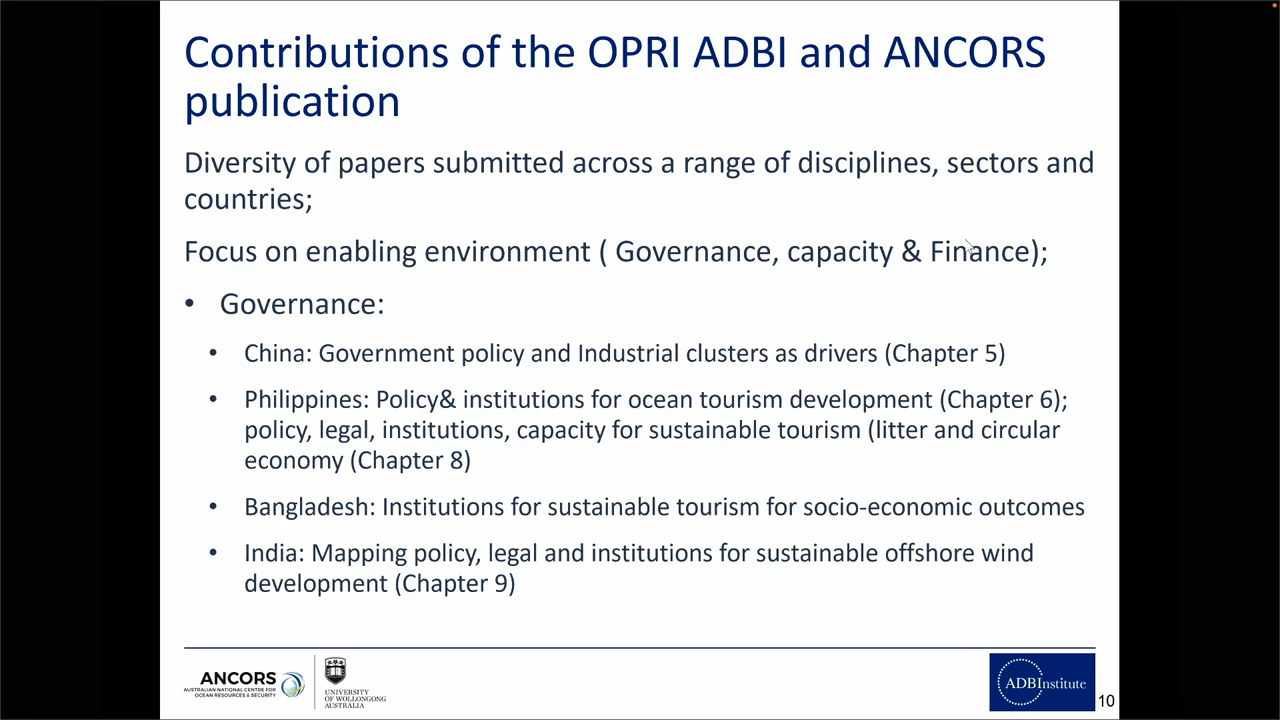 Contributions of the OPRI ADBI and ANCORS
publication
Diversity of papers submitted across a range of disciplines, sectors and
countries;
Focus on enabling environment ( Governance, capacity & Finance);
• Governance:
• China: Government policy and Industrial clusters as drivers (Chapter 5)
• Philippines: Policy& institutions for ocean tourism development (Chapter 6);
policy, legal, institutions, capacity for sustainable tourism (litter and circular
economy (Chapter 8)
• Bangladesh: Institutions for sustainable tourism for socio-economic outcomes
• India: Mapping policy, legal and institutions for sustainable offshore wind
development (Chapter 9)
ANCORS
AUSTRALIAN NATIONAL CENTRE FOR
OCEAN RESOURCES & SECURITY
UNIVERSITY
OF WOLLONGONG
AUSTRALIA
ADBInstitute
10